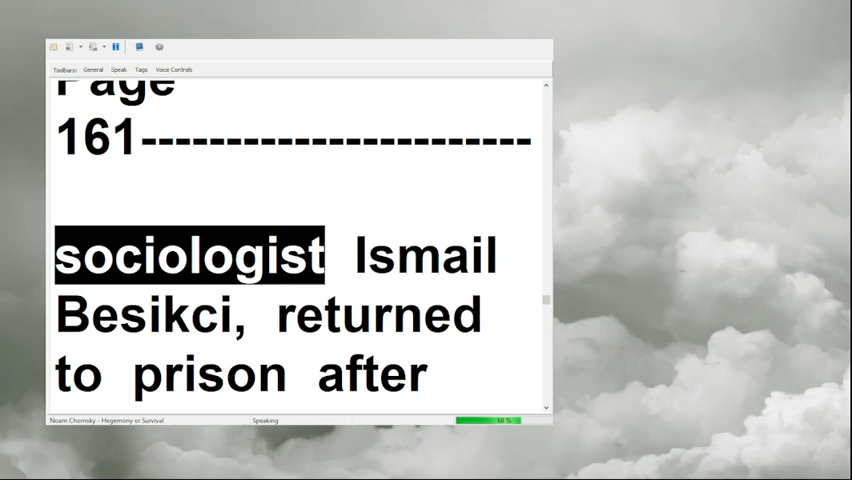 Toolbars: General Speak Tags Voice Controls
Page
161-----------------------
sociologist Ismail
Besikci, returned
to prison after
Noam Chomsky - Hegemony or Survival Speaking 68 %